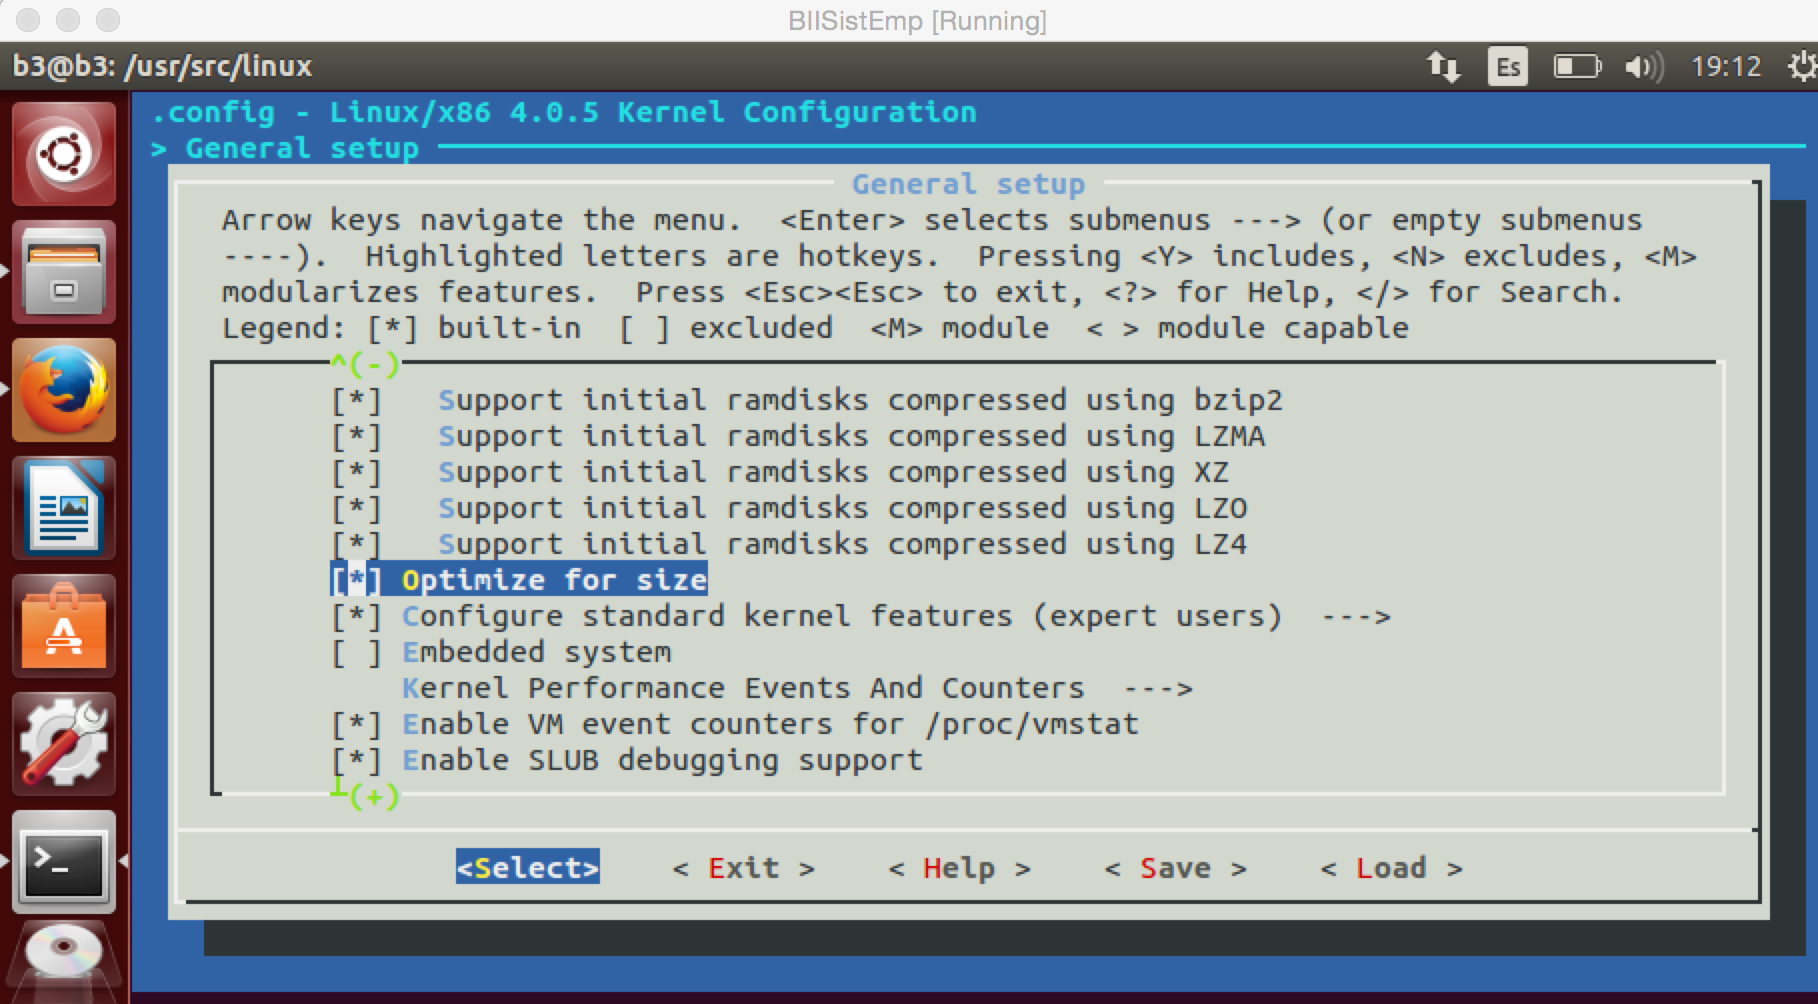 BIISistEmp [Running]
b3@b3: /usr/src/linux
Es
19:12
.config - Linux/x86 4.0.5 Kernel Configuration
> General setup
General setup
Arrow keys navigate the menu.  <Enter> selects submenus ---> (or empty submenus
----).  Highlighted letters are hotkeys.  Pressing <Y> includes, <N> excludes, <M>
modularizes features.  Press <Esc><Esc> to exit, <?> for Help, </> for Search.
Legend: [*] built-in  [ ] excluded  <M> module  < > module capable
^(-)
[*]   Support initial ramdisks compressed using bzip2
[*]   Support initial ramdisks compressed using LZMA
[*]   Support initial ramdisks compressed using XZ
[*]   Support initial ramdisks compressed using LZO
[*]   Support initial ramdisks compressed using LZ4
[*] Optimize for size
[*] Configure standard kernel features (expert users)  --->
[ ] Embedded system
Kernel Performance Events And Counters  --->
[*] Enable VM event counters for /proc/vmstat
[*] Enable SLUB debugging support
┴(+)
<Select>    < Exit >    < Help >    < Save >    < Load >